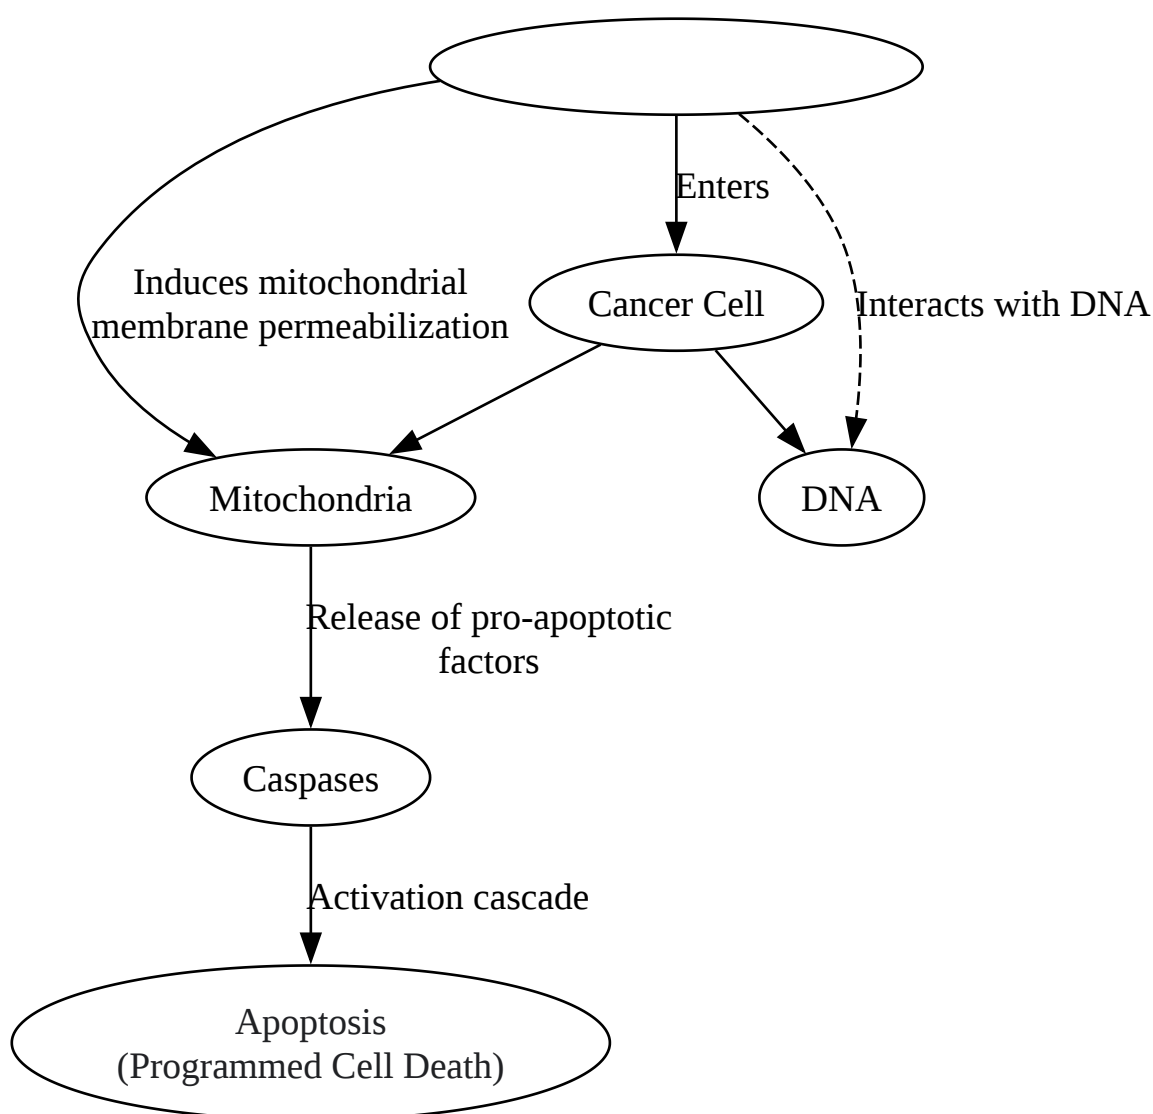 Enters
Induces mitochondrial
membrane permeabilization
Cancer Cell
Interacts with DNA
Mitochondria
DNA
Release of pro-apoptotic
factors
Caspases
Activation cascade
Apoptosis
(Programmed Cell Death)